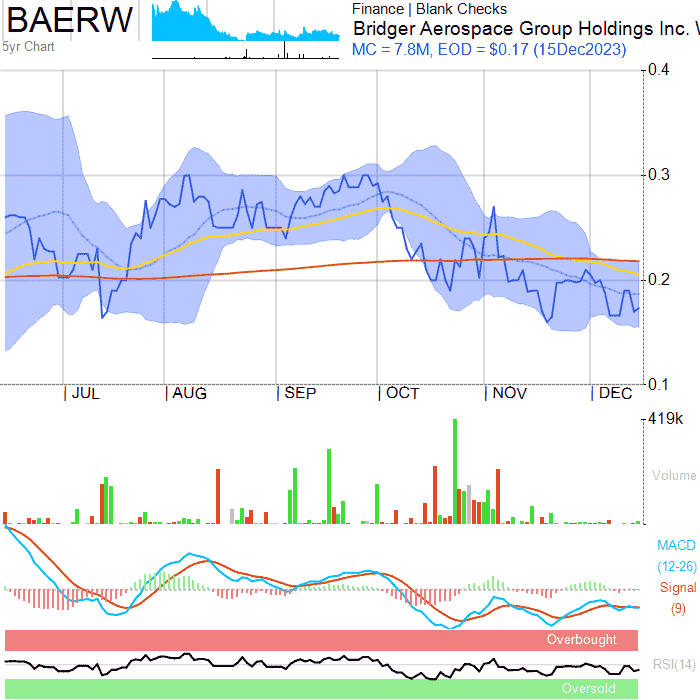 BAERW
5yr Chart
Finance | Blank Checks
Bridger Aerospace Group Holdings Inc. W
MC = 7.8M, EOD = $0.17 (15Dec2023)
0.4
0.3
0.2
0.1
JUL
AUG
SEP
OCT
NOV
DEC
419k
Volume
MACD
(12-26)
Signal
(9)
Overbought
RSI(14)
Oversold